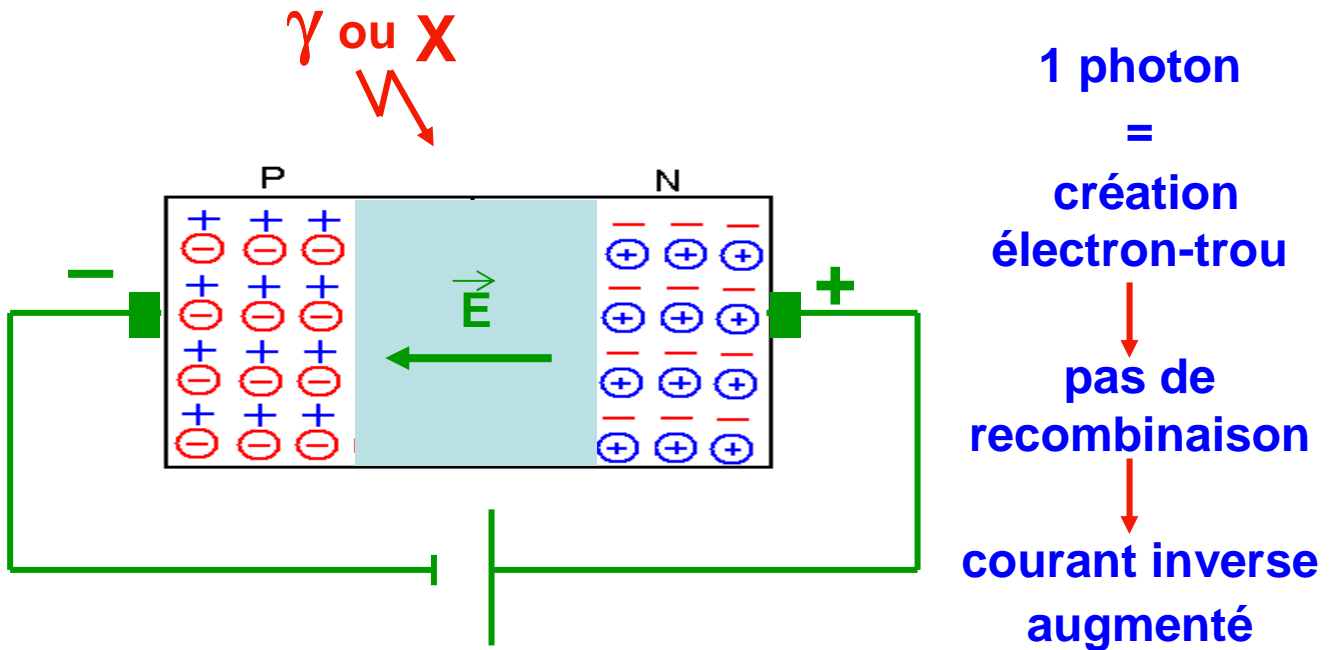 γ ou X
P
N
−
+
E
1 photon
=
création
électron-trou
pas de
recombinaison
courant inverse
augmenté